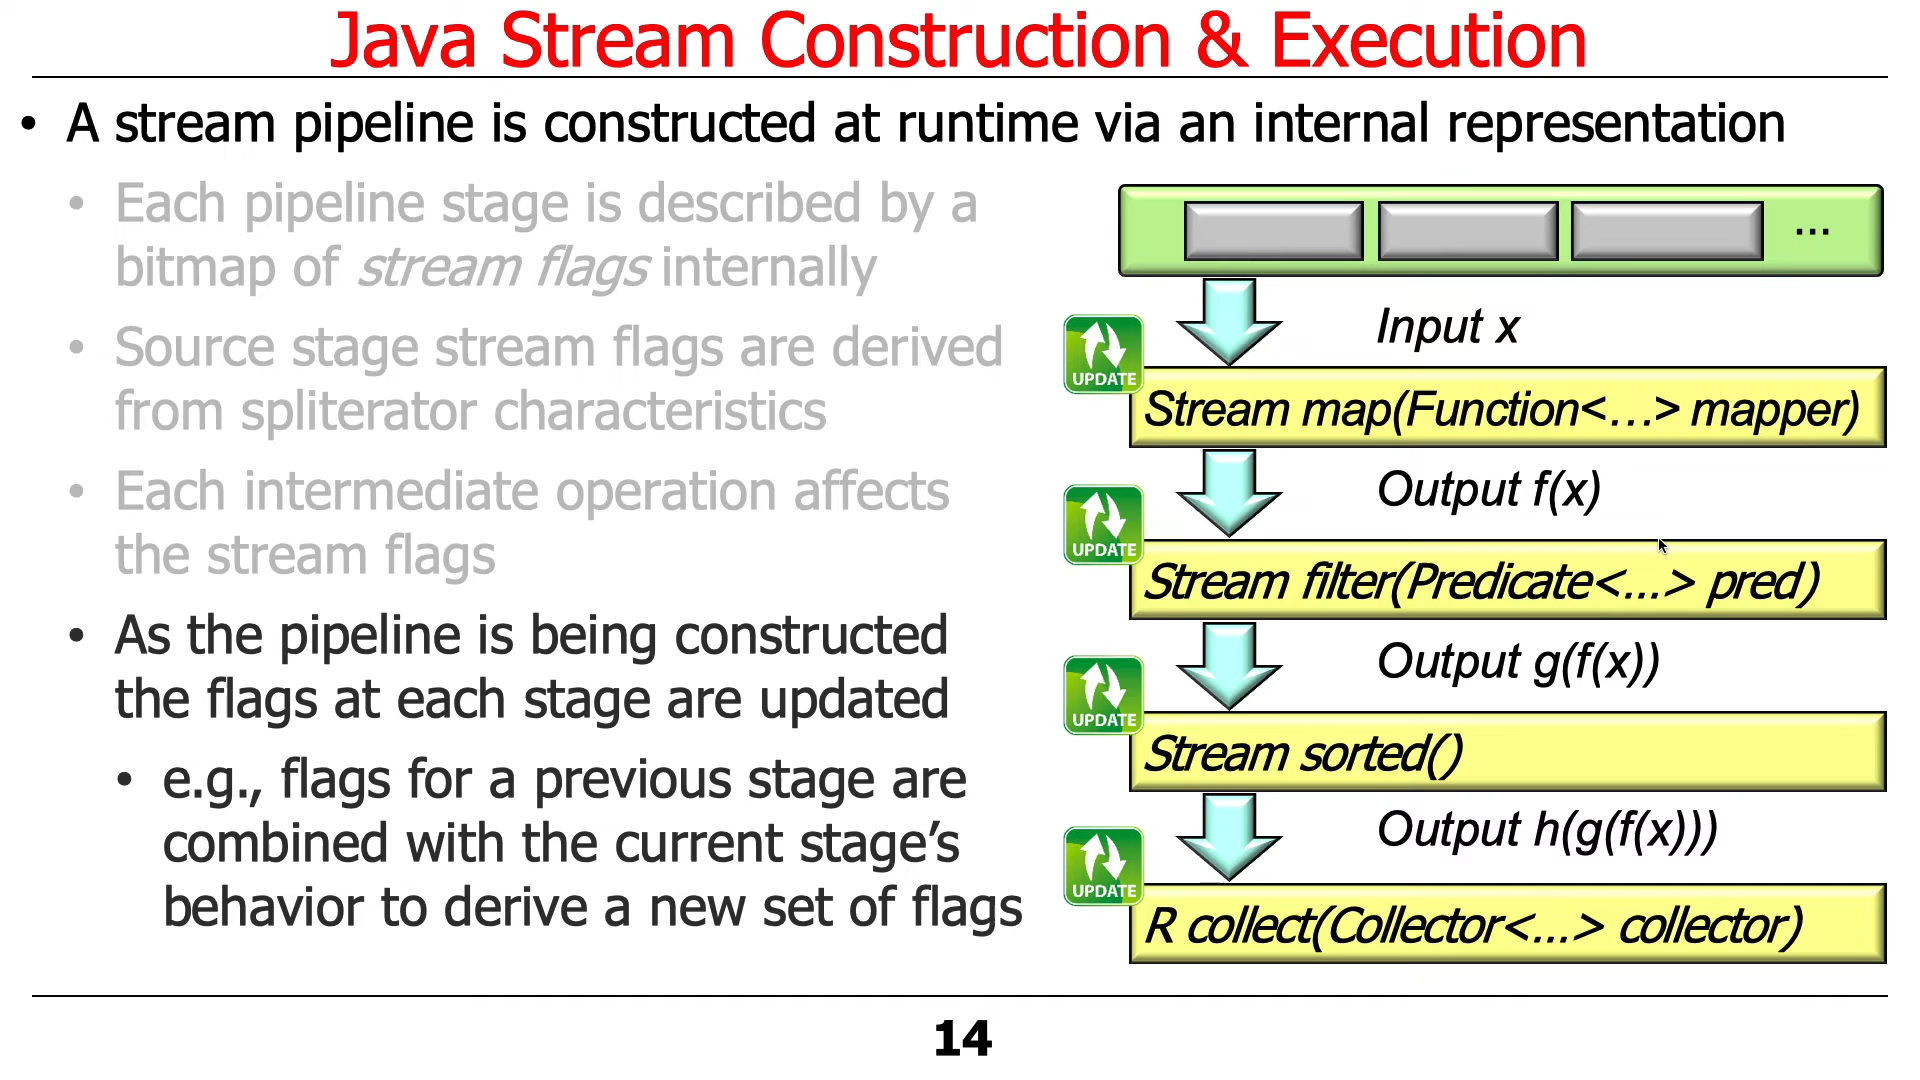 Java Stream Construction & Execution
• A stream pipeline is constructed at runtime via an internal representation
• Each pipeline stage is described by a
bitmap of stream flags internally
• Source stage stream flags are derived
from spliterator characteristics
• Each intermediate operation affects
the stream flags
• As the pipeline is being constructed
the flags at each stage are updated
• e.g., flags for a previous stage are
combined with the current stage’s
behavior to derive a new set of flags
...
Input x
UPDATE
Stream map(Function<…> mapper)
Output f(x)
UPDATE
Stream filter(Predicate<...> pred)
Output g(f(x))
UPDATE
Stream sorted()
Output h(g(f(x)))
UPDATE
R collect(Collector<...> collector)
14